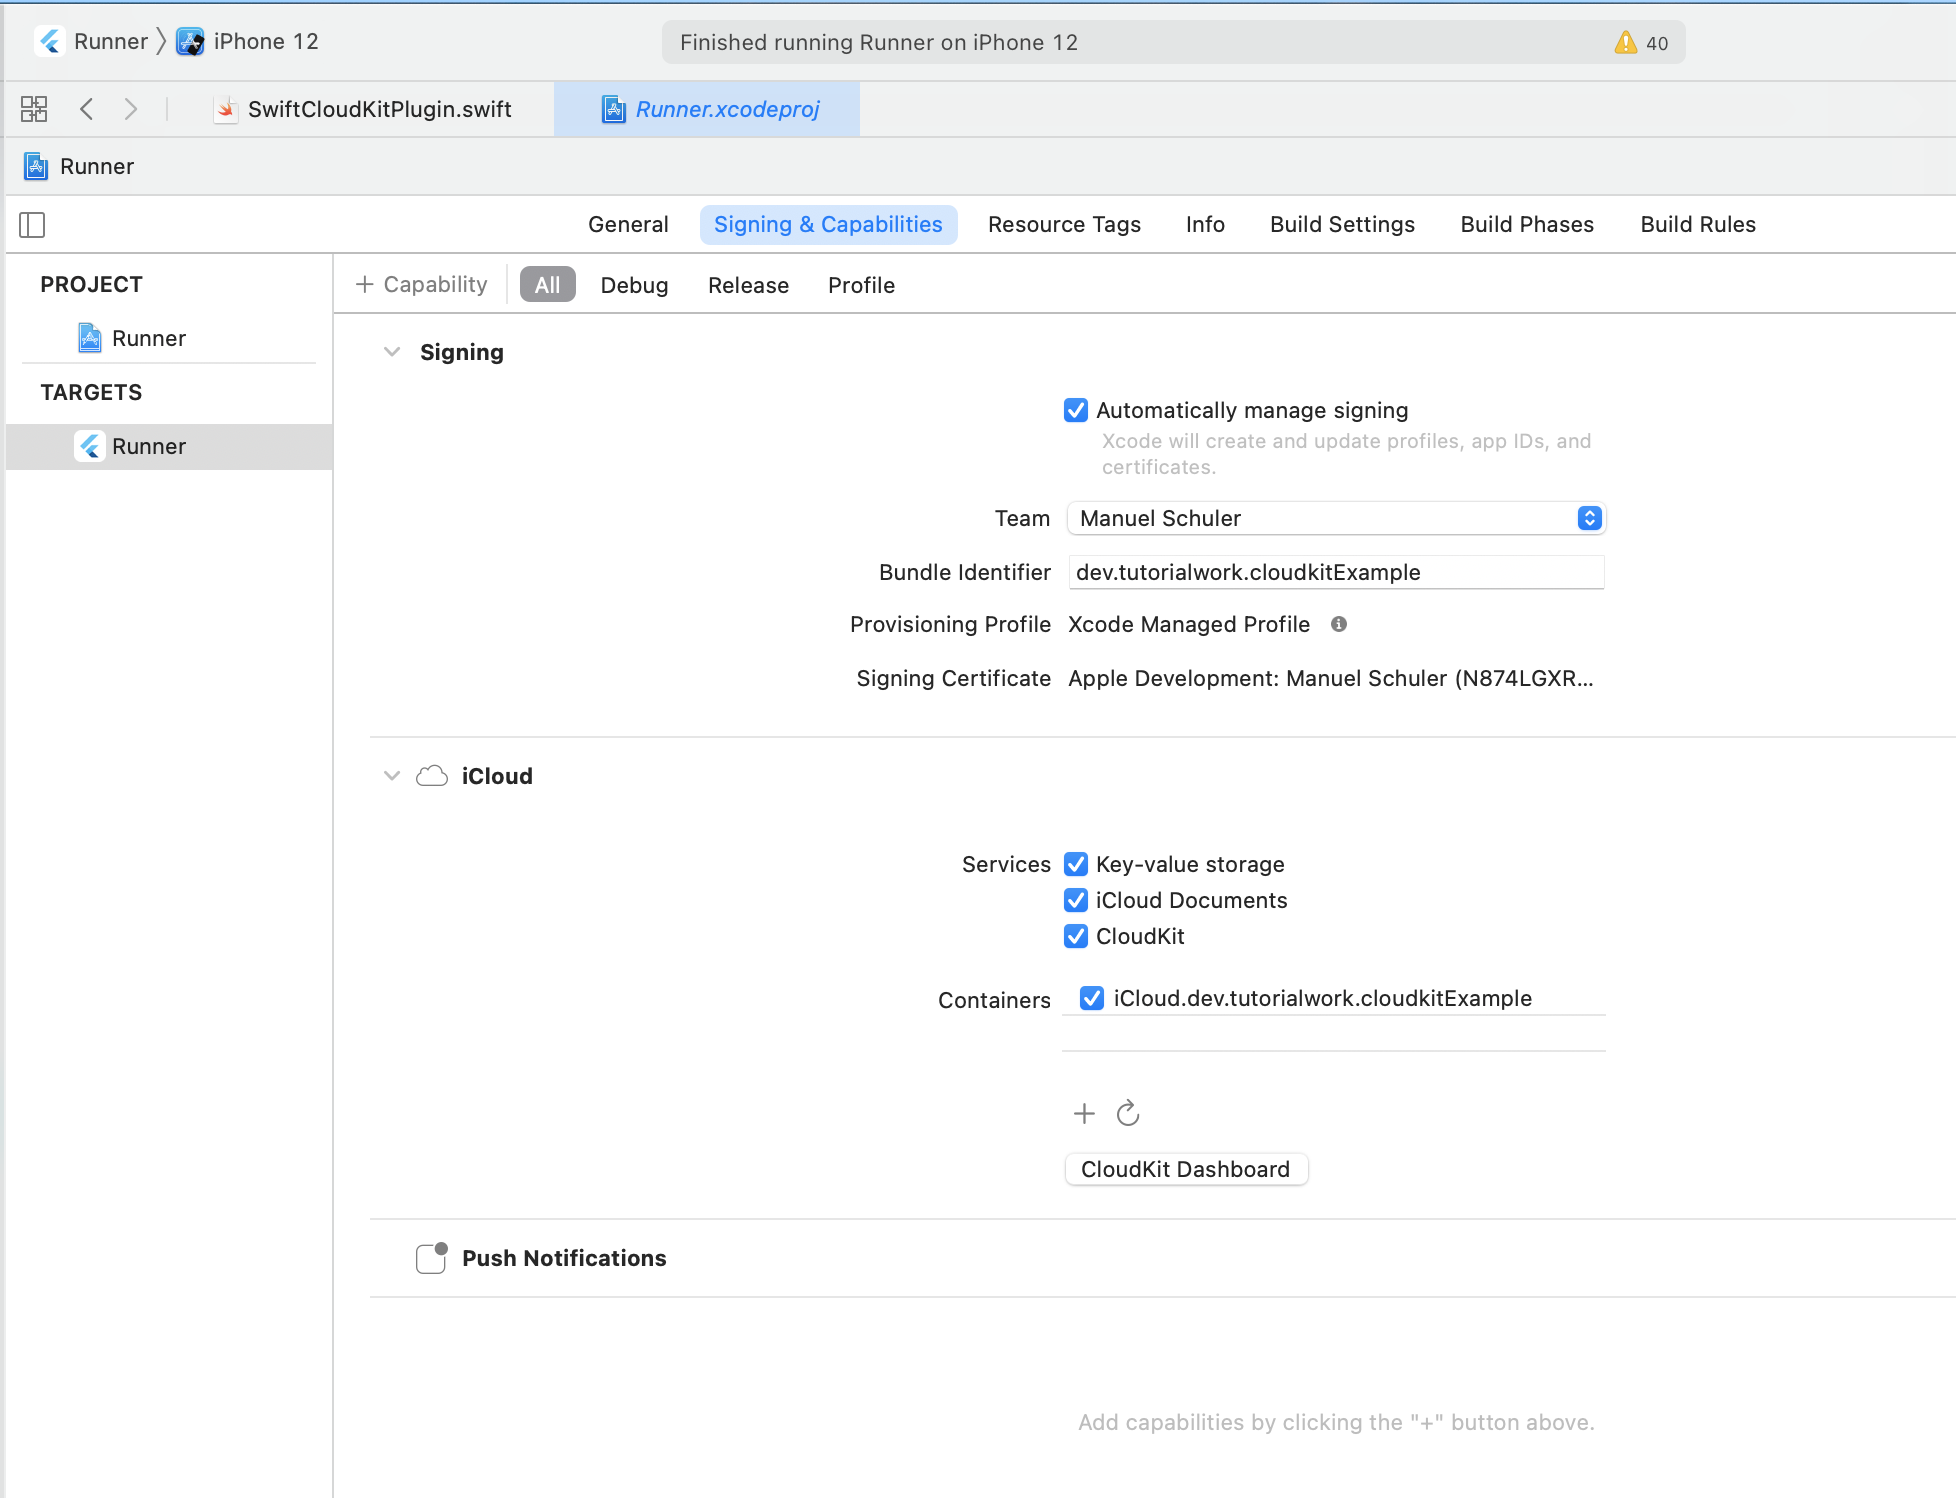 Runner iPhone 12
Finished running Runner on iPhone 12 40
SwiftCloudKitPlugin.swift Runner.xcodeproj
Runner
General Signing & Capabilities Resource Tags Info Build Settings Build Phases Build Rules
PROJECT
Runner
TARGETS
Runner
+ Capability All Debug Release Profile
Signing
Automatically manage signing
Xcode will create and update profiles, app IDs, and
certificates.
Team Manuel Schuler
Bundle Identifier dev.tutorialwork.cloudkitExample
Provisioning Profile Xcode Managed Profile
Signing Certificate Apple Development: Manuel Schuler (N874LGXR...
iCloud
Services Key-value storage
iCloud Documents
CloudKit
Containers iCloud.dev.tutorialwork.cloudkitExample
CloudKit Dashboard
Push Notifications
Add capabilities by clicking the "+" button above.